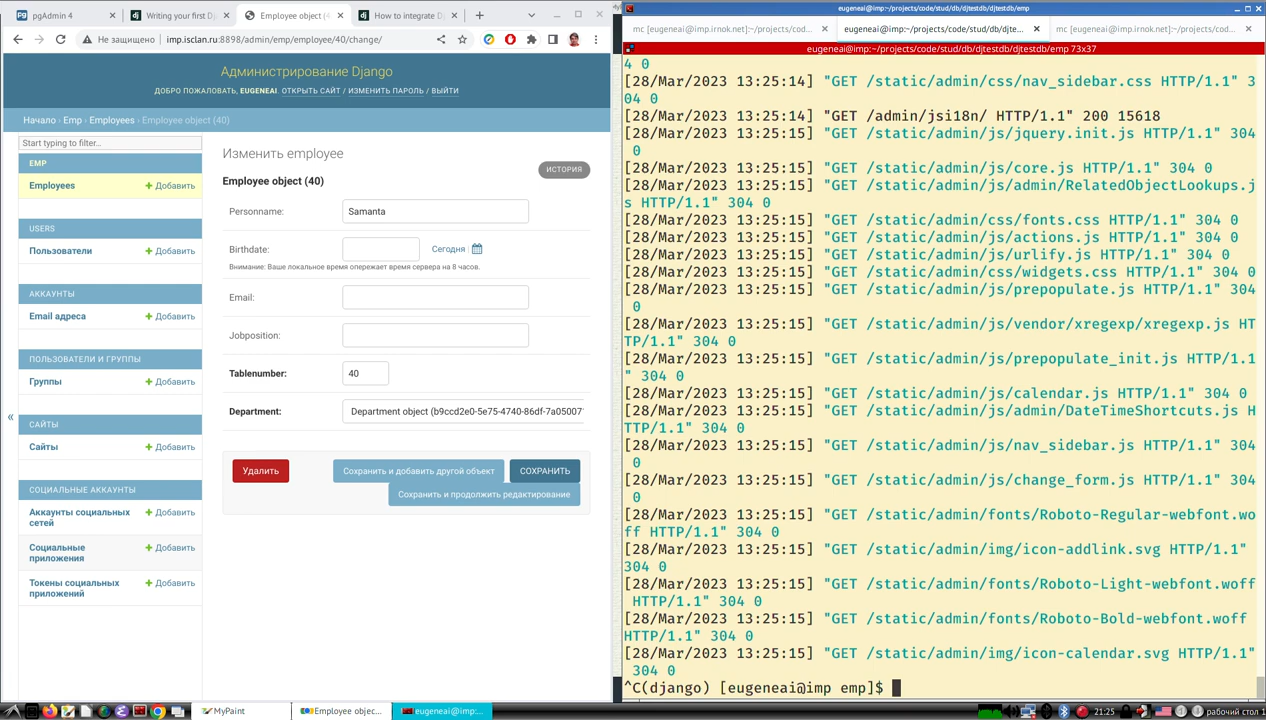 pgAdmin 4
Writing your first Dj
Employee object (4
How to integrate Dj
Не защищено
imp.isclan.ru:8898/admin/emp/employee/40/change/
Администрирование Django
ДОБРО ПОЖАЛОВАТЬ, EUGENEAI. ОТКРЫТЬ САЙТ / ИЗМЕНИТЬ ПАРОЛЬ / ВЫЙТИ
Начало › Emp › Employees › Employee object (40)
Start typing to filter...
EMP
Employees
Добавить
USERS
Пользователи
Добавить
АККАУНТЫ
Email адреса
Добавить
ПОЛЬЗОВАТЕЛИ И ГРУППЫ
Группы
Добавить
САЙТЫ
Сайты
Добавить
СОЦИАЛЬНЫЕ АККАУНТЫ
Аккаунты социальных
сетей
Добавить
Социальные
приложения
Добавить
Токены социальных
приложений
Добавить
«
Изменить employee
ИСТОРИЯ
Employee object (40)
Personname:
Samanta
Birthdate:
Сегодня
Внимание: Ваше локальное время опережает время сервера на 8 часов.
Email:
Jobposition:
Tablenumber:
40
Department:
Department object (b9ccd2e0-5e75-4740-86df-7a05007
Удалить
Сохранить и добавить другой объект
СОХРАНИТЬ
Сохранить и продолжить редактирование
eugeneai@imp:~/projects/code/stud/db/djtestdb/djtestdb/emp
mc [eugeneai@imp.irnok.net]:~/projects/code/stud/db/djtestdb/...
eugeneai@imp:~/projects/code/stud/db/djte...
mc [eugeneai@imp.irnok.net]:~/projects/cod...
eugeneai@imp:~/projects/code/stud/db/djtestdb/djtestdb/emp 73x37
4 0
[28/Mar/2023 13:25:14] "GET /static/admin/css/nav_sidebar.css HTTP/1.1" 3
04 0
[28/Mar/2023 13:25:14] "GET /admin/jsi18n/ HTTP/1.1" 200 15618
[28/Mar/2023 13:25:15] "GET /static/admin/js/jquery.init.js HTTP/1.1" 304
0
[28/Mar/2023 13:25:15] "GET /static/admin/js/core.js HTTP/1.1" 304 0
[28/Mar/2023 13:25:15] "GET /static/admin/js/admin/RelatedObjectLookups.j
s HTTP/1.1" 304 0
[28/Mar/2023 13:25:15] "GET /static/admin/css/fonts.css HTTP/1.1" 304 0
[28/Mar/2023 13:25:15] "GET /static/admin/js/actions.js HTTP/1.1" 304 0
[28/Mar/2023 13:25:15] "GET /static/admin/js/urlify.js HTTP/1.1" 304 0
[28/Mar/2023 13:25:15] "GET /static/admin/css/widgets.css HTTP/1.1" 304 0
[28/Mar/2023 13:25:15] "GET /static/admin/js/prepopulate.js HTTP/1.1" 304
0
[28/Mar/2023 13:25:15] "GET /static/admin/js/vendor/xregexp/xregexp.js HT
TP/1.1" 304 0
[28/Mar/2023 13:25:15] "GET /static/admin/js/prepopulate_init.js HTTP/1.1
" 304 0
[28/Mar/2023 13:25:15] "GET /static/admin/js/calendar.js HTTP/1.1" 304 0
[28/Mar/2023 13:25:15] "GET /static/admin/js/admin/DateTimeShortcuts.js H
TTP/1.1" 304 0
[28/Mar/2023 13:25:15] "GET /static/admin/js/nav_sidebar.js HTTP/1.1" 304
0
[28/Mar/2023 13:25:15] "GET /static/admin/js/change_form.js HTTP/1.1" 304
0
[28/Mar/2023 13:25:15] "GET /static/admin/fonts/Roboto-Regular-webfont.wo
ff HTTP/1.1" 304 0
[28/Mar/2023 13:25:15] "GET /static/admin/img/icon-addlink.svg HTTP/1.1"
304 0
[28/Mar/2023 13:25:15] "GET /static/admin/fonts/Roboto-Light-webfont.woff
HTTP/1.1" 304 0
[28/Mar/2023 13:25:15] "GET /static/admin/fonts/Roboto-Bold-webfont.woff
HTTP/1.1" 304 0
[28/Mar/2023 13:25:15] "GET /static/admin/img/icon-calendar.svg HTTP/1.1"
304 0
^C(django) [eugeneai@imp emp]$
MyPaint
Employee objec...
eugeneai@imp:...
21:25
рабочий стол 1